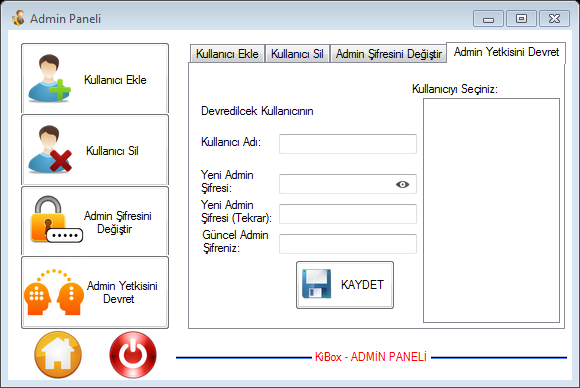 Admin Paneli
Kullanıcı Ekle
Kullanıcı Sil
Admin Şifresini
Değiştir
Admin Yetkisini
Devret
Kullanıcı Ekle Kullanıcı Sil Admin Şifresini Değiştir Admin Yetkisini Devret
Kullanıcıyı Seçiniz:
Devredilcek Kullanıcının
Kullanıcı Adı:
Yeni Admin
Şifresi:
Yeni Admin
Şifresi (Tekrar):
Güncel Admin
Şifreniz:
KAYDET
KiBox - ADMİN PANELİ